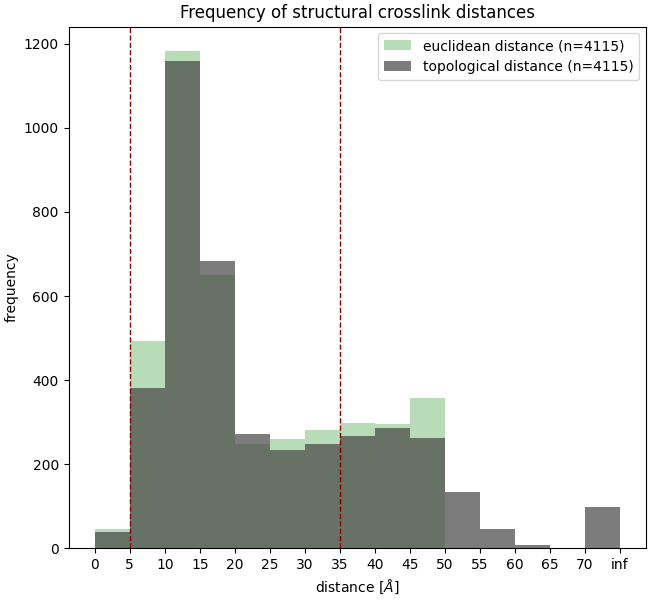 Frequency of structural crosslink distances
euclidean distance (n=4115)
topological distance (n=4115)
frequency
1200
1000
800
600
400
200
0
0 5 10 15 20 25 30 35 40 45 50 55 60 65 70 inf
distance [Å]